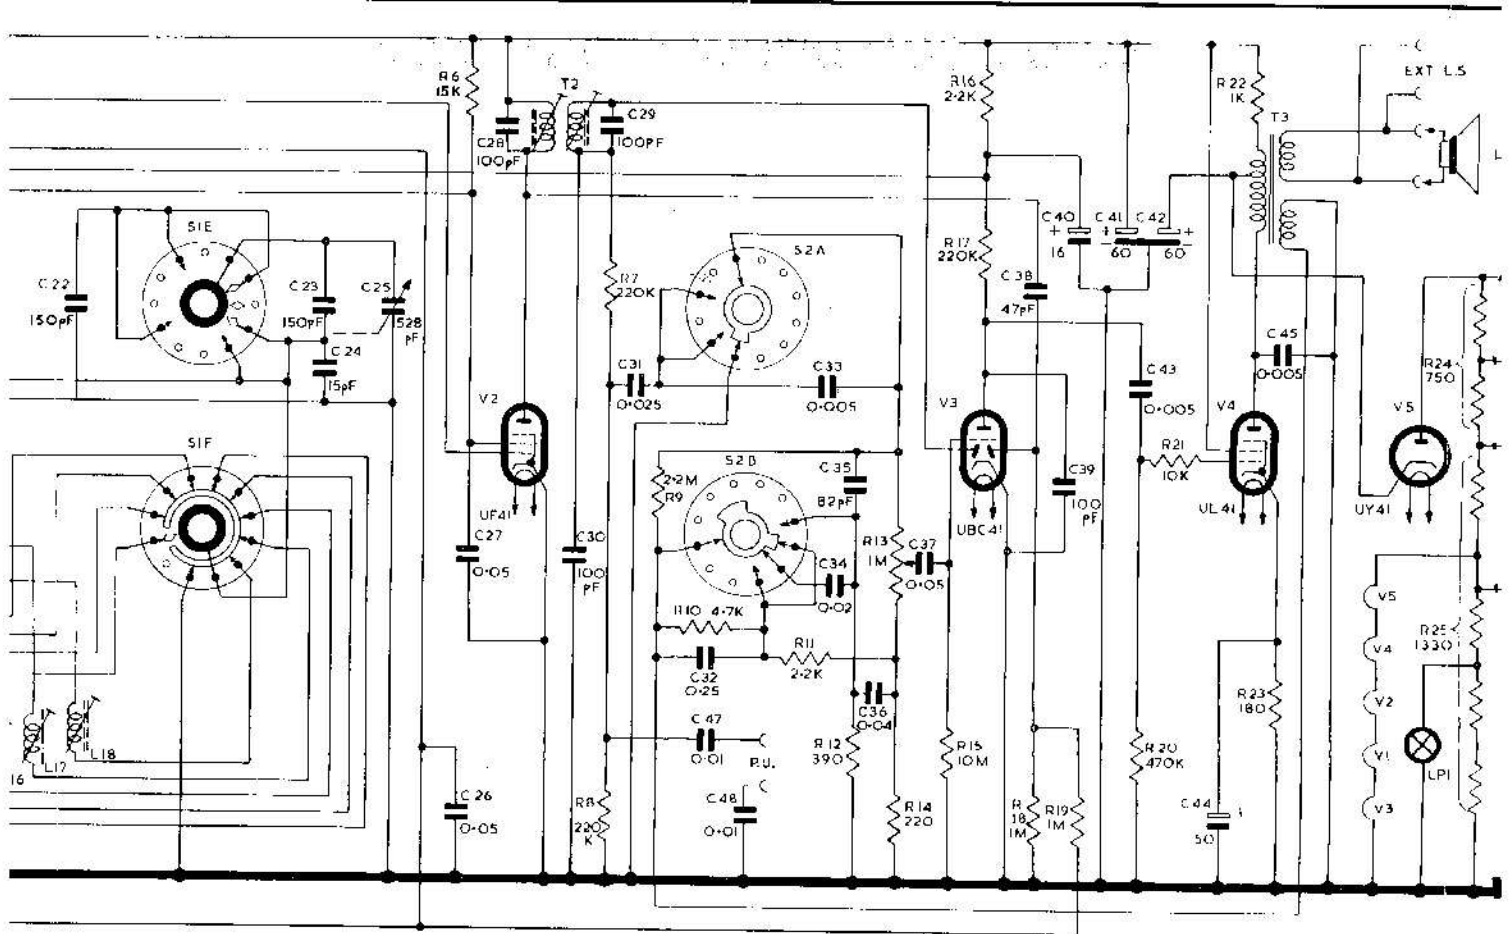 EXT L.S
R6
15K
T2
C28
100pF
C29
100PF
R16
2·2K
R22
1K
T3
L
S1E
C22
150pF
C23
150pF
C25
528
pF
C24
15pF
R7
220K
S2A
R17
220K
C38
47pF
C40
+
16
C41
+
60
C42
+
60
C31
0·025
C33
0·005
C43
0·005
C45
0·005
R24
750
V2
V3
V4
V5
S1F
S2B
2·2M
R9
C35
82pF
C39
100
pF
R21
10K
UF41
UBC41
UL41
UY41
C27
0·05
C30
100
pF
R13
1M
C37
0·05
C34
0·02
R10 4·7K
R11
2·2K
C32
0·25
C36
0·04
C47
0·01
P.U.
C48
0·01
R12
390
R15
10M
R20
470K
R23
180
R25
1330
V5
V4
V2
V1
V3
LP1
16
L17
L18
C26
0·05
R8
220
K
R14
220
R
18
1M
R19
1M
C44
50